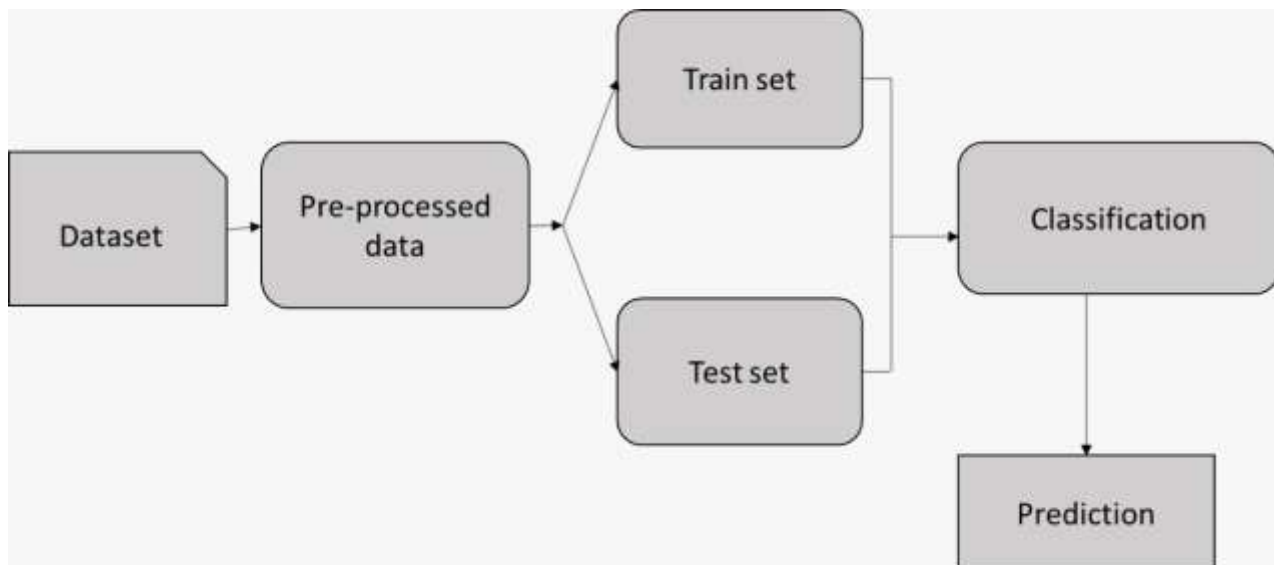 Dataset
Pre-processed
data
Train set
Test set
Classification
Prediction